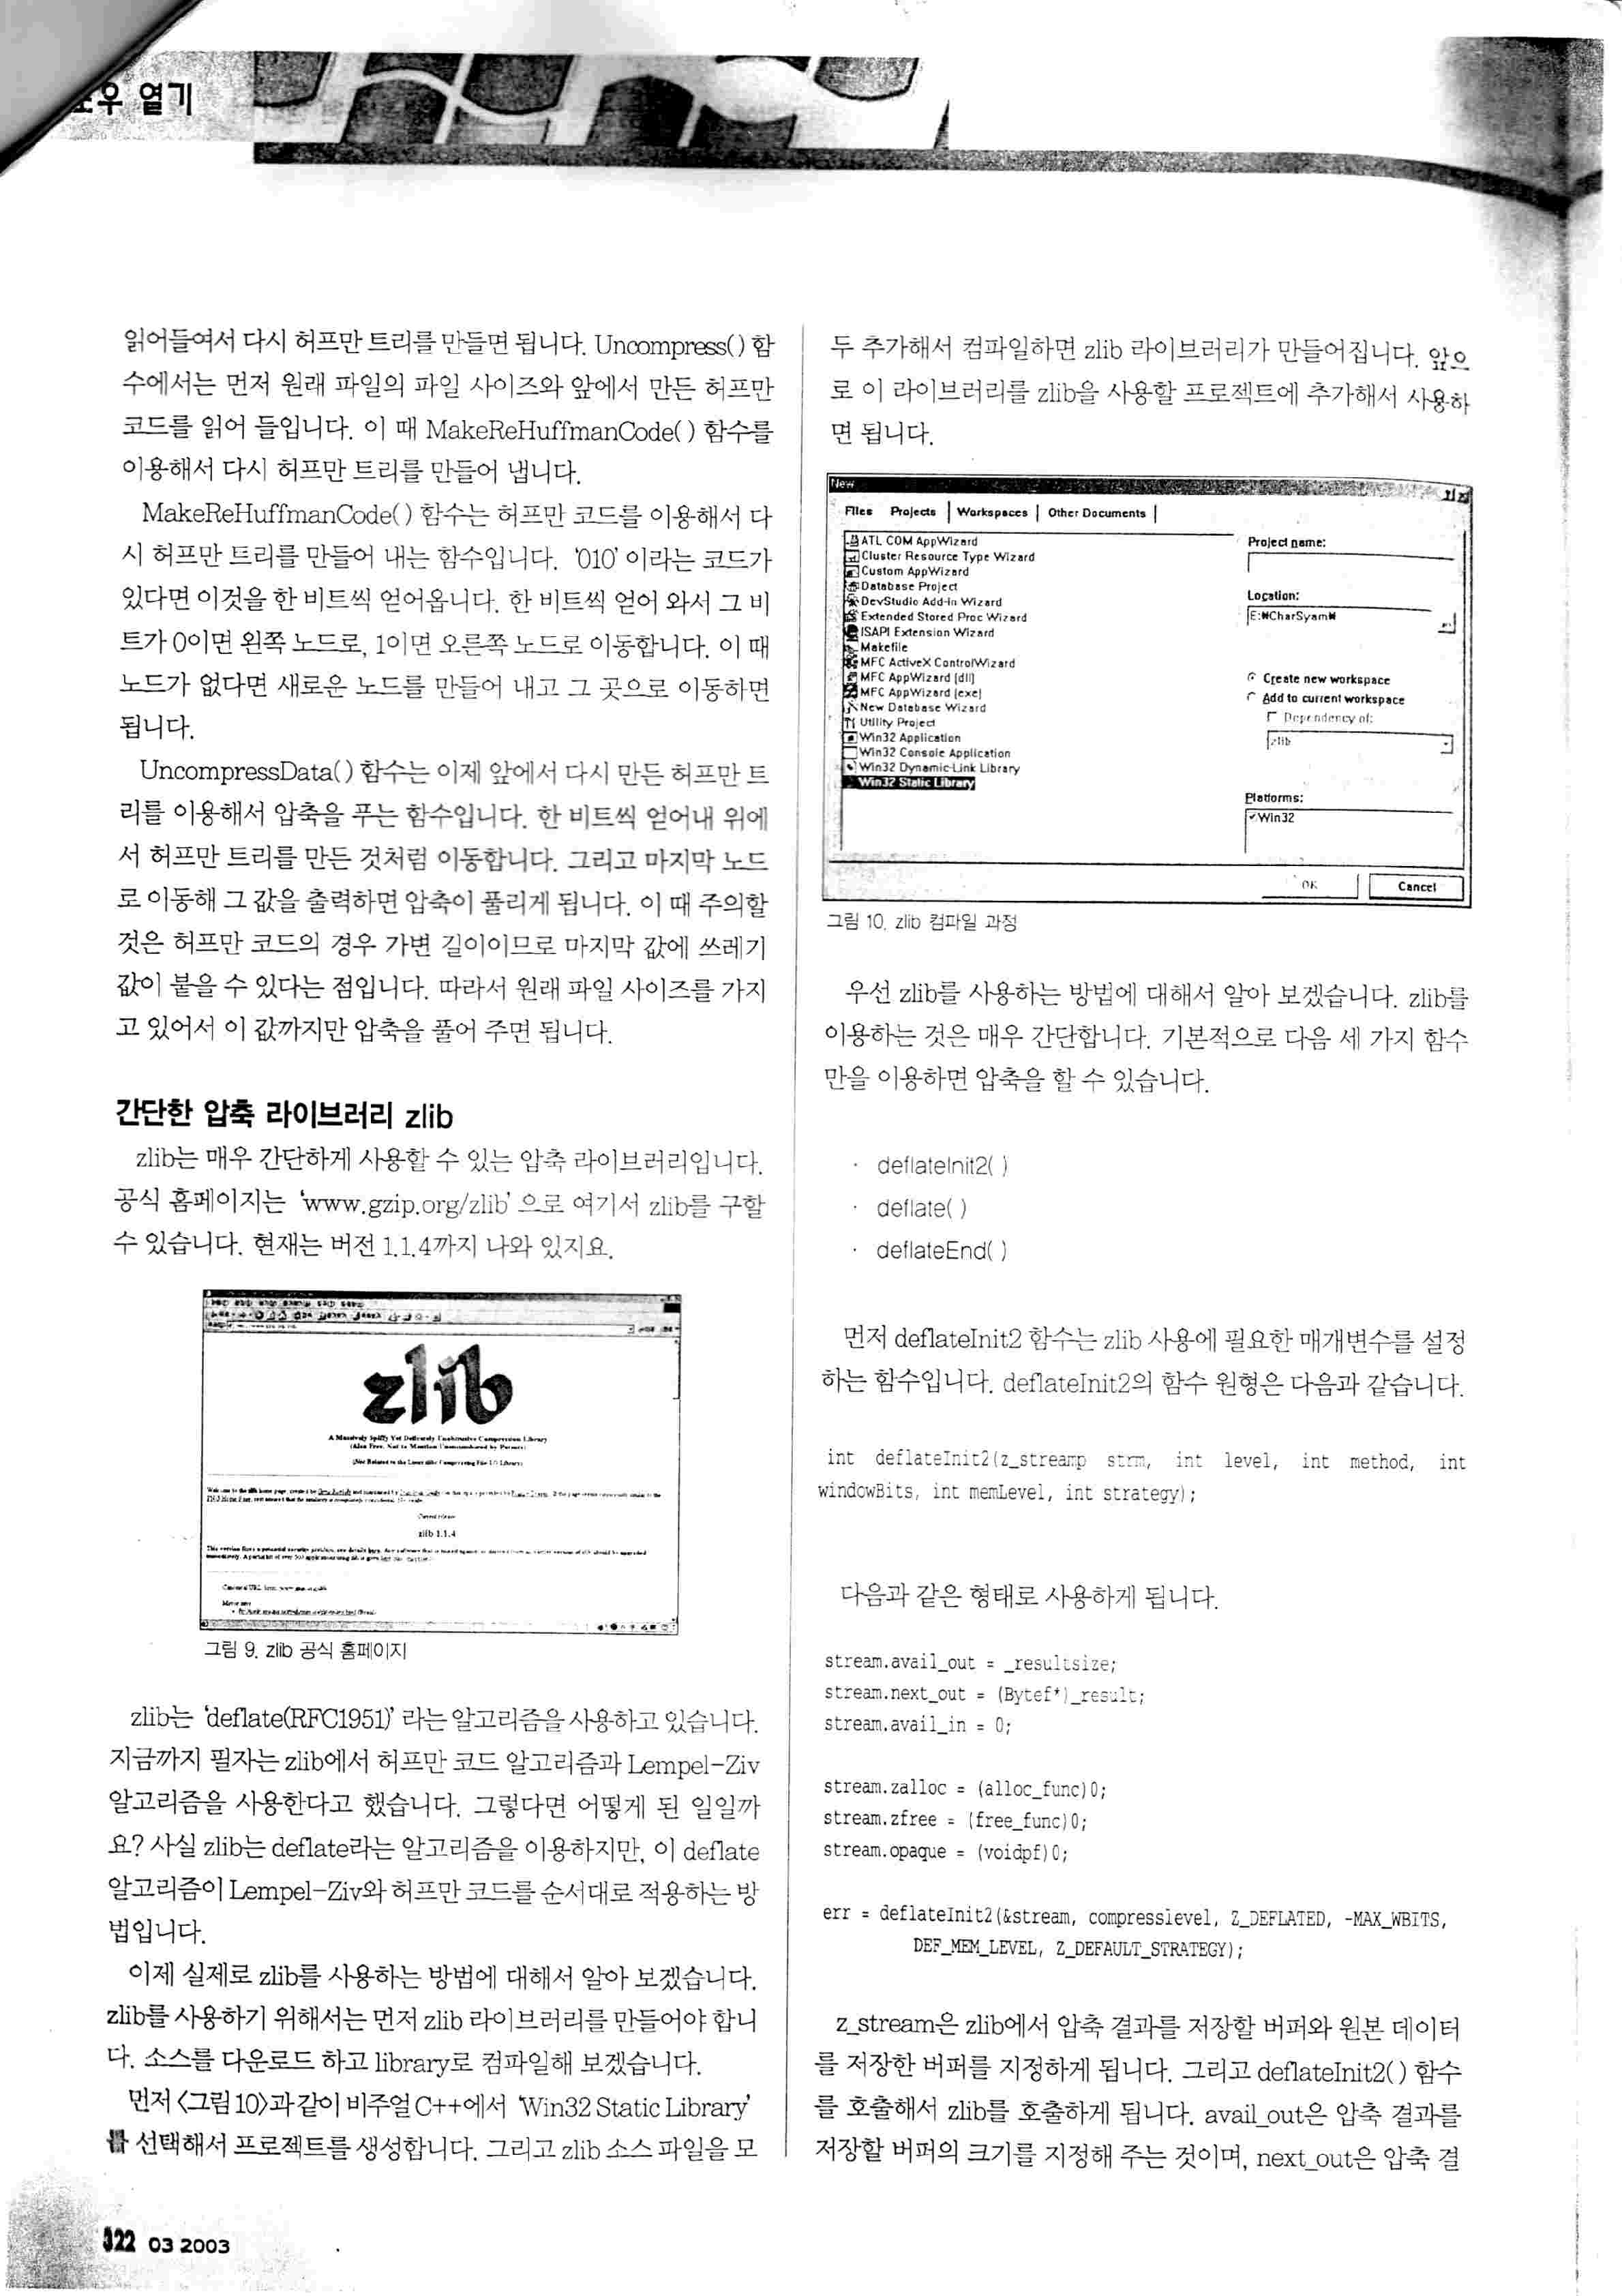 우 열기
읽어들여서 다시 허프만 트리를 만들면 됩니다. Uncompress( ) 함
수에서는 먼저 원래 파일의 파일 사이즈와 앞에서 만든 허프만
코드를 읽어 들입니다. 이 때 MakeReHuffmanCode( ) 함수를
이용해서 다시 허프만 트리를 만들어 냅니다.
MakeReHuffmanCode( ) 함수는 허프만 코드를 이용해서 다
시 허프만 트리를 만들어 내는 함수입니다. ‘010’ 이라는 코드가
있다면 이것을 한 비트씩 얻어옵니다. 한 비트씩 얻어 와서 그 비
트가 0이면 왼쪽 노드로, 1이면 오른쪽 노드로 이동합니다. 이 때
노드가 없다면 새로운 노드를 만들어 내고 그 곳으로 이동하면
됩니다.
UncompressData( ) 함수는 이제 앞에서 다시 만든 허프만 트
리를 이용해서 압축을 푸는 함수입니다. 한 비트씩 얻어내 위에
서 허프만 트리를 만든 것처럼 이동합니다. 그리고 마지막 노드
로 이동해 그 값을 출력하면 압축이 풀리게 됩니다. 이 때 주의할
것은 허프만 코드의 경우 가변 길이이므로 마지막 값에 쓰레기
값이 붙을 수 있다는 점입니다. 따라서 원래 파일 사이즈를 가지
고 있어서 이 값까지만 압축을 풀어 주면 됩니다.
간단한 압축 라이브러리 zlib
zlib는 매우 간단하게 사용할 수 있는 압축 라이브러리입니다.
공식 홈페이지는 ‘www.gzip.org/zlib’ 으로 여기서 zlib를 구할
수 있습니다. 현재는 버전 1.1.4까지 나와 있지요.
zlib
A Massively Spiffy Yet Delicately Unobtrusive Compression Library
(Also Free, Not to Mention Unencumbered by Patents)
(Not Related to the Linux zlibc Compressing File-I/O Library)
Current release:
zlib 1.1.4
그림 9. zlib 공식 홈페이지
zlib는 ‘deflate(RFC1951)’ 라는 알고리즘을 사용하고 있습니다.
지금까지 필자는 zlib에서 허프만 코드 알고리즘과 Lempel-Ziv
알고리즘을 사용한다고 했습니다. 그렇다면 어떻게 된 일일까
요? 사실 zlib는 deflate라는 알고리즘을 이용하지만, 이 deflate
알고리즘이 Lempel-Ziv와 허프만 코드를 순서대로 적용하는 방
법입니다.
이제 실제로 zlib를 사용하는 방법에 대해서 알아 보겠습니다.
zlib를 사용하기 위해서는 먼저 zlib 라이브러리를 만들어야 합니
다. 소스를 다운로드 하고 library로 컴파일해 보겠습니다.
먼저 〈그림 10〉과 같이 비주얼 C++에서 ‘Win32 Static Library’
를 선택해서 프로젝트를 생성합니다. 그리고 zlib 소스 파일을 모
두 추가해서 컴파일하면 zlib 라이브러리가 만들어집니다. 앞으
로 이 라이브러리를 zlib을 사용할 프로젝트에 추가해서 사용하
면 됩니다.
New
Files Projects Workspaces Other Documents
ATL COM AppWizard
Cluster Resource Type Wizard
Custom AppWizard
Database Project
DevStudio Add-in Wizard
Extended Stored Proc Wizard
ISAPI Extension Wizard
Makefile
MFC ActiveX ControlWizard
MFC AppWizard (dll)
MFC AppWizard (exe)
New Database Wizard
Utility Project
Win32 Application
Win32 Console Application
Win32 Dynamic-Link Library
Win32 Static Library
Project name:
Location:
E:₩CharSyam₩
Create new workspace
Add to current workspace
Dependency of:
zlib
Platforms:
Win32
OK
Cancel
그림 10. zlib 컴파일 과정
우선 zlib를 사용하는 방법에 대해서 알아 보겠습니다. zlib를
이용하는 것은 매우 간단합니다. 기본적으로 다음 세 가지 함수
만을 이용하면 압축을 할 수 있습니다.
· deflateInit2( )
· deflate( )
· deflateEnd( )
먼저 deflateInit2 함수는 zlib 사용에 필요한 매개변수를 설정
하는 함수입니다. deflateInit2의 함수 원형은 다음과 같습니다.
int deflateInit2(z_streamp strm, int level, int method, int
windowBits, int memLevel, int strategy);
다음과 같은 형태로 사용하게 됩니다.
stream.avail_out = _resultsize;
stream.next_out = (Bytef*)_result;
stream.avail_in = 0;
stream.zalloc = (alloc_func)0;
stream.zfree = (free_func)0;
stream.opaque = (voidpf)0;
err = deflateInit2(&stream, compresslevel, Z_DEFLATED, -MAX_WBITS,
DEF_MEM_LEVEL, Z_DEFAULT_STRATEGY);
z_stream은 zlib에서 압축 결과를 저장할 버퍼와 원본 데이터
를 저장한 버퍼를 지정하게 됩니다. 그리고 deflateInit2( ) 함수
를 호출해서 zlib를 호출하게 됩니다. avail_out은 압축 결과를
저장할 버퍼의 크기를 지정해 주는 것이며, next_out은 압축 결
322 03 2003